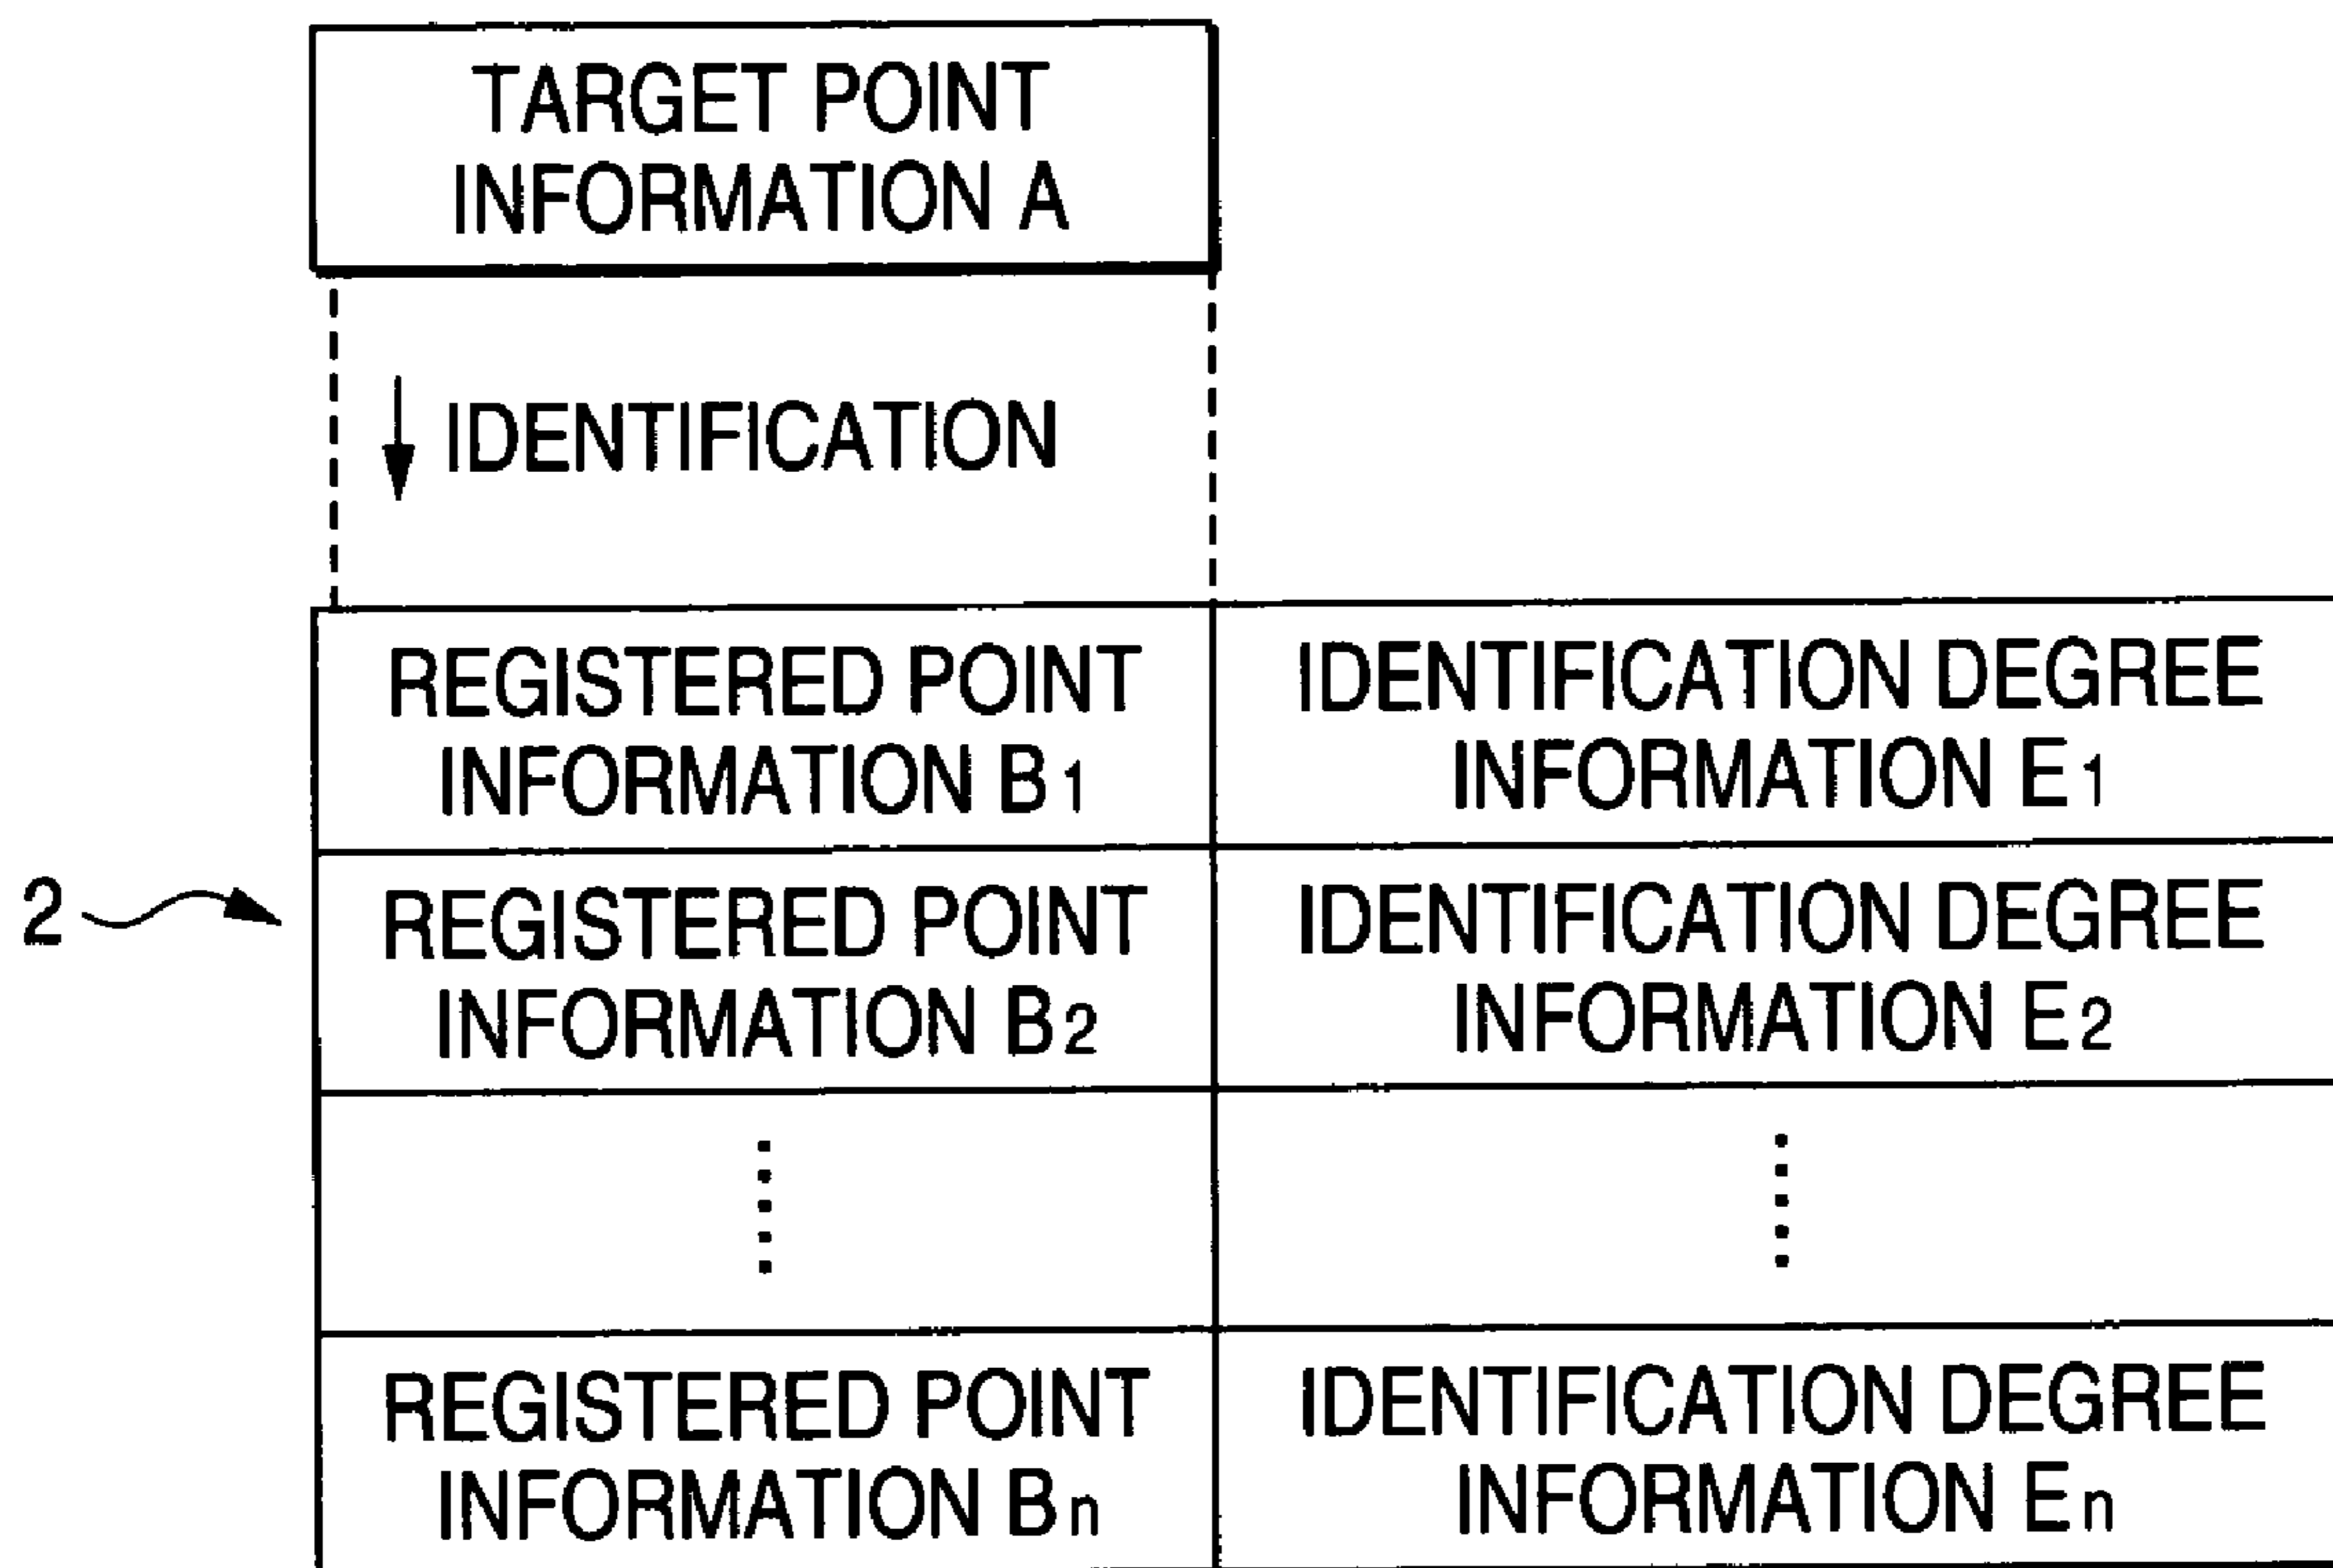 TARGET POINT
INFORMATION A
IDENTIFICATION
REGISTERED POINT
INFORMATION B1
IDENTIFICATION DEGREE
INFORMATION E1
2
REGISTERED POINT
INFORMATION B2
IDENTIFICATION DEGREE
INFORMATION E2
REGISTERED POINT
INFORMATION Bn
IDENTIFICATION DEGREE
INFORMATION En